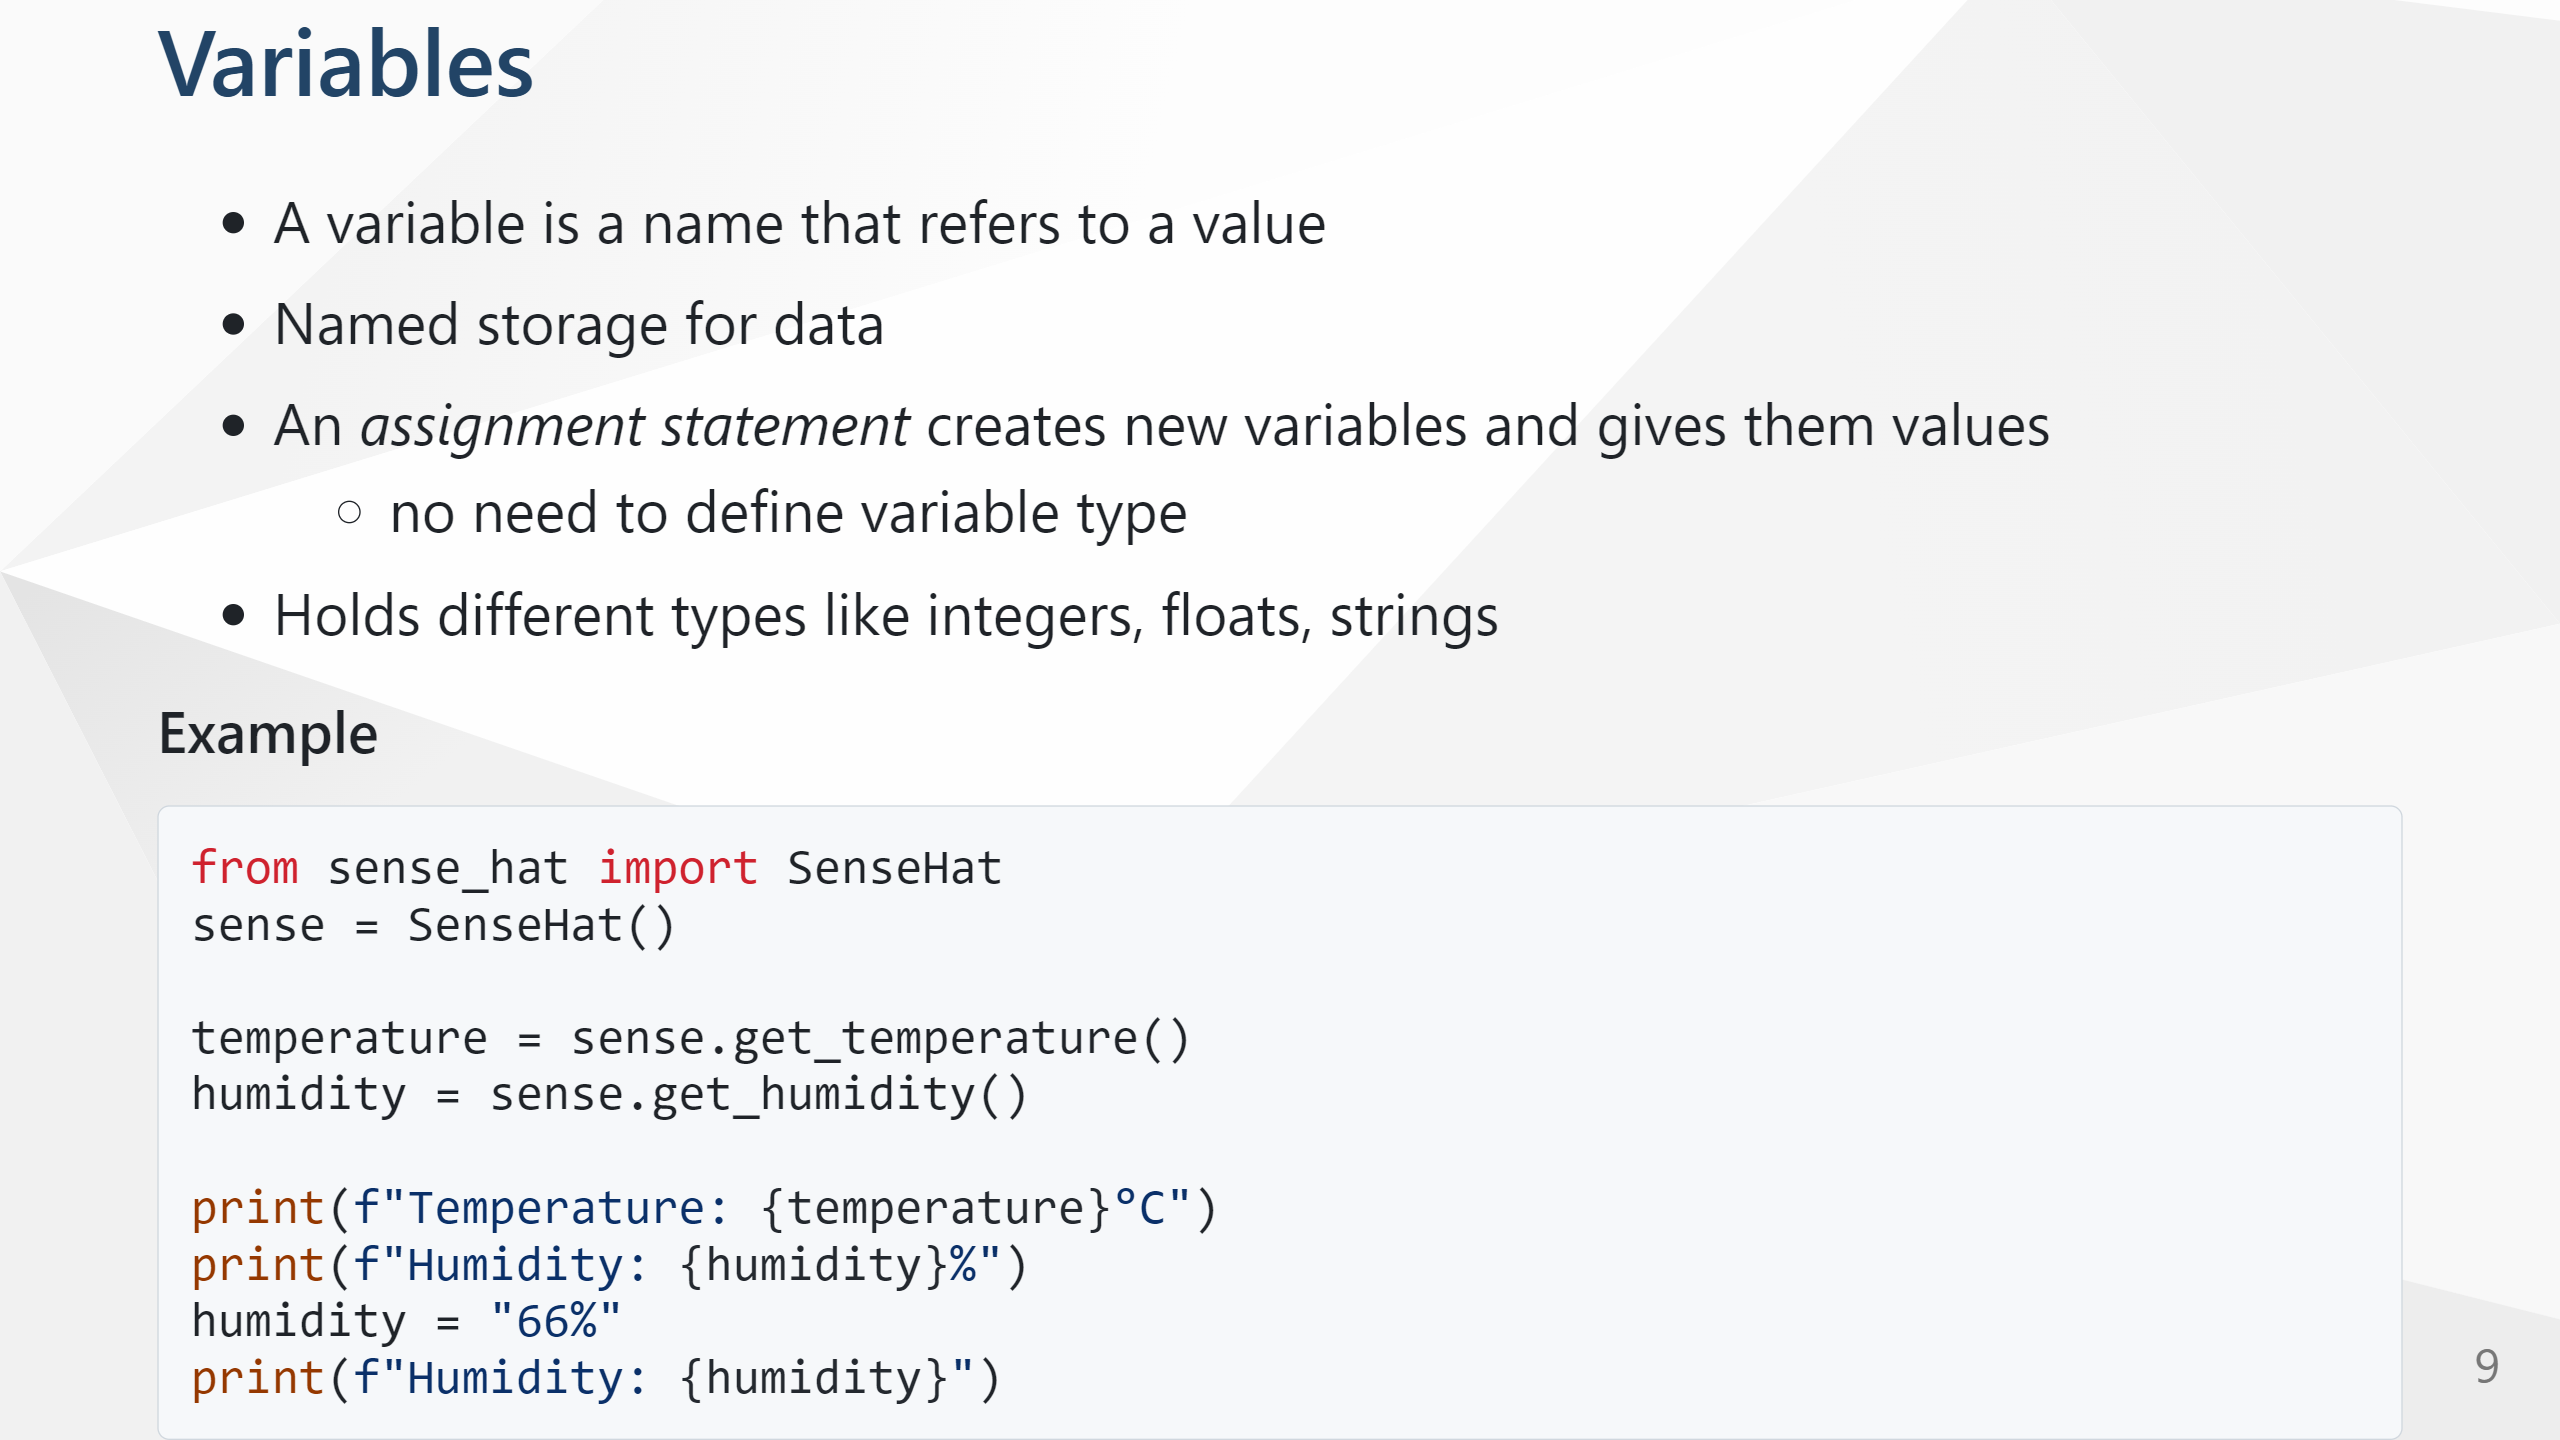 Variables
• A variable is a name that refers to a value
• Named storage for data
• An assignment statement creates new variables and gives them values
○ no need to define variable type
• Holds different types like integers, floats, strings
Example
from sense_hat import SenseHat
sense = SenseHat()
temperature = sense.get_temperature()
humidity = sense.get_humidity()
print(f"Temperature: {temperature}°C")
print(f"Humidity: {humidity}%")
humidity = "66%"
print(f"Humidity: {humidity}")
9